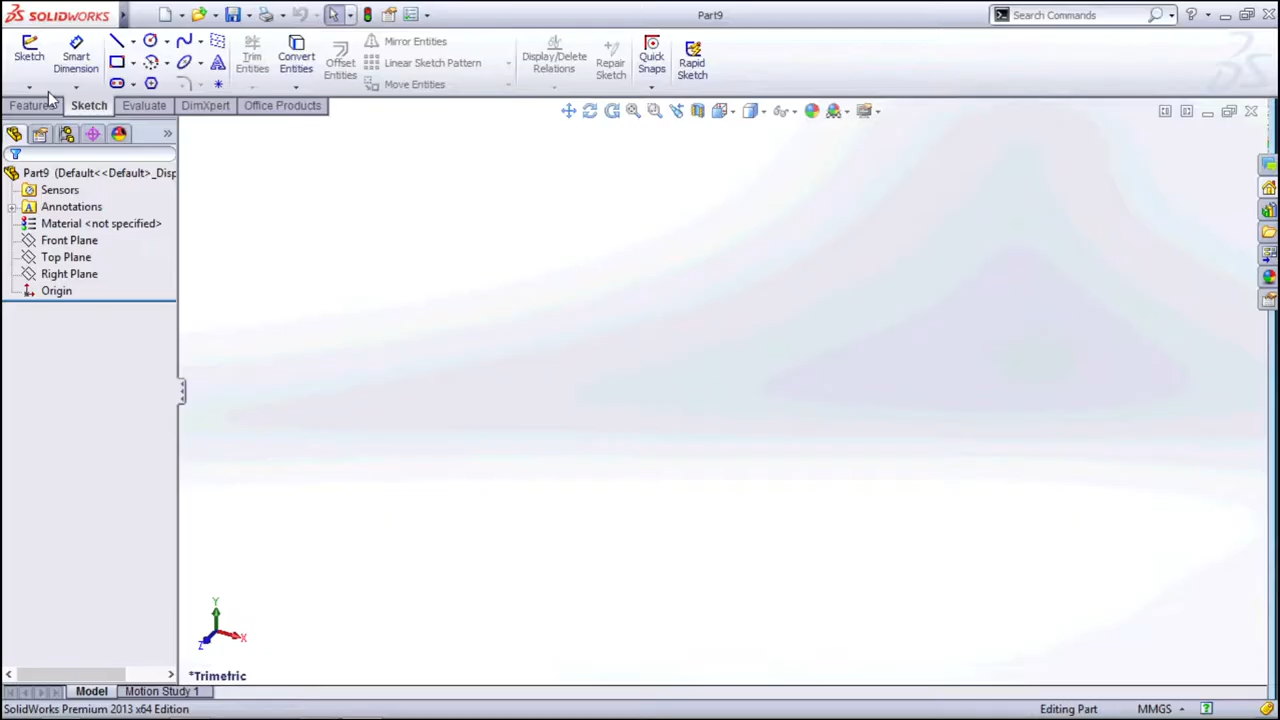 SOLIDWORKS
Part9
Search Commands
Sketch
Smart Dimension
Trim Entities
Convert Entities
Offset Entities
Mirror Entities
Linear Sketch Pattern
Move Entities
Display/Delete Relations
Repair Sketch
Quick Snaps
Rapid Sketch
Features
Sketch
Evaluate
DimXpert
Office Products
Part9 (Default<<Default>_Disp
Sensors
Annotations
Material <not specified>
Front Plane
Top Plane
Right Plane
Origin
Y
X
Z
*Trimetric
Model
Motion Study 1
SolidWorks Premium 2013 x64 Edition
Editing Part
MMGS